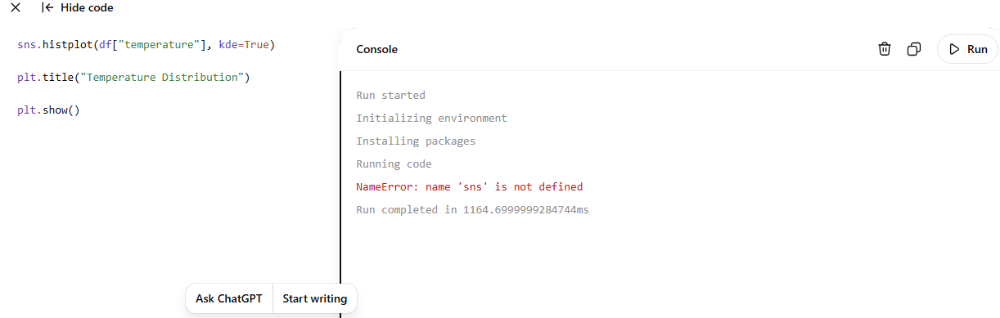 Hide code
sns.histplot(df["temperature"], kde=True)
plt.title("Temperature Distribution")
plt.show()
Console
Run
Run started
Initializing environment
Installing packages
Running code
NameError: name 'sns' is not defined
Run completed in 1164.6999999284744ms
Ask ChatGPT
Start writing